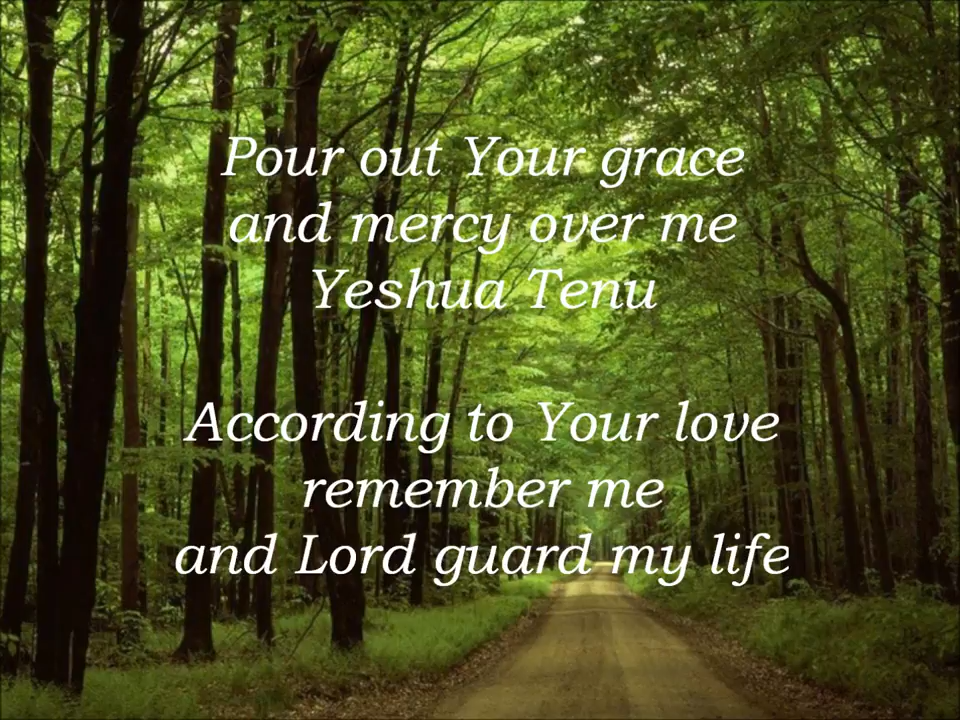 Pour out Your grace
and mercy over me
Yeshua Tenu
According to Your love
remember me
and Lord guard my life